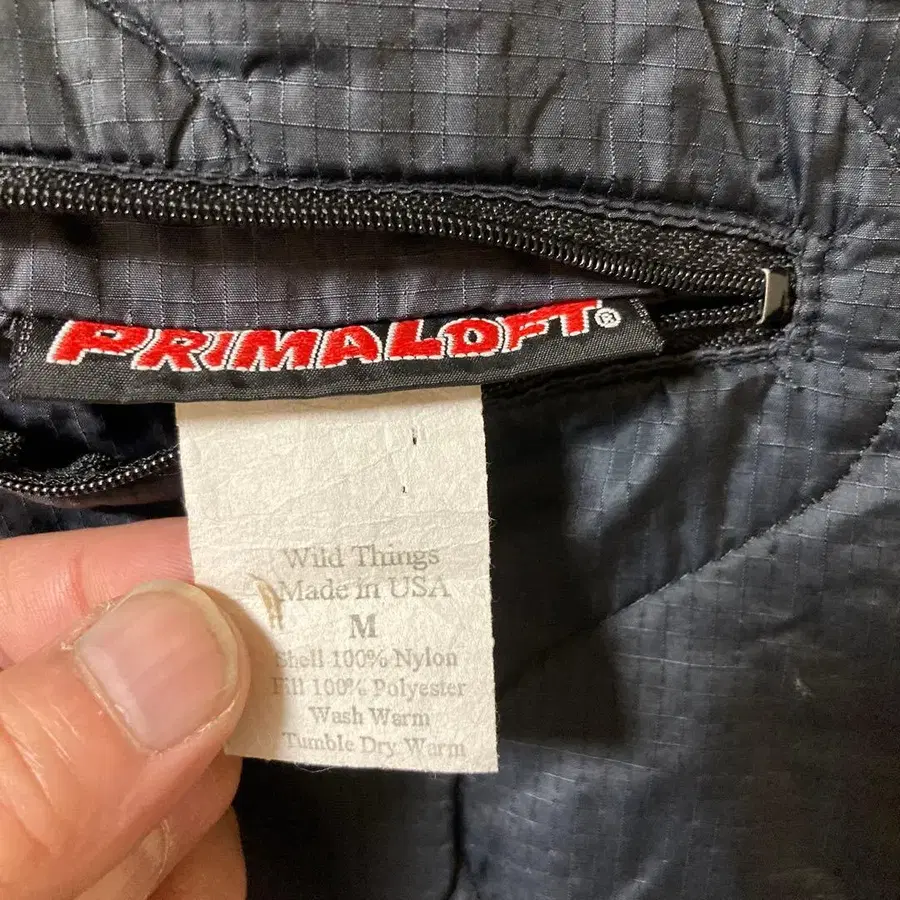 PRIMALOFT®
Wild Things
Made in USA
M
Shell 100% Nylon
Fill 100% Polyester
Wash Warm
Tumble Dry Warm